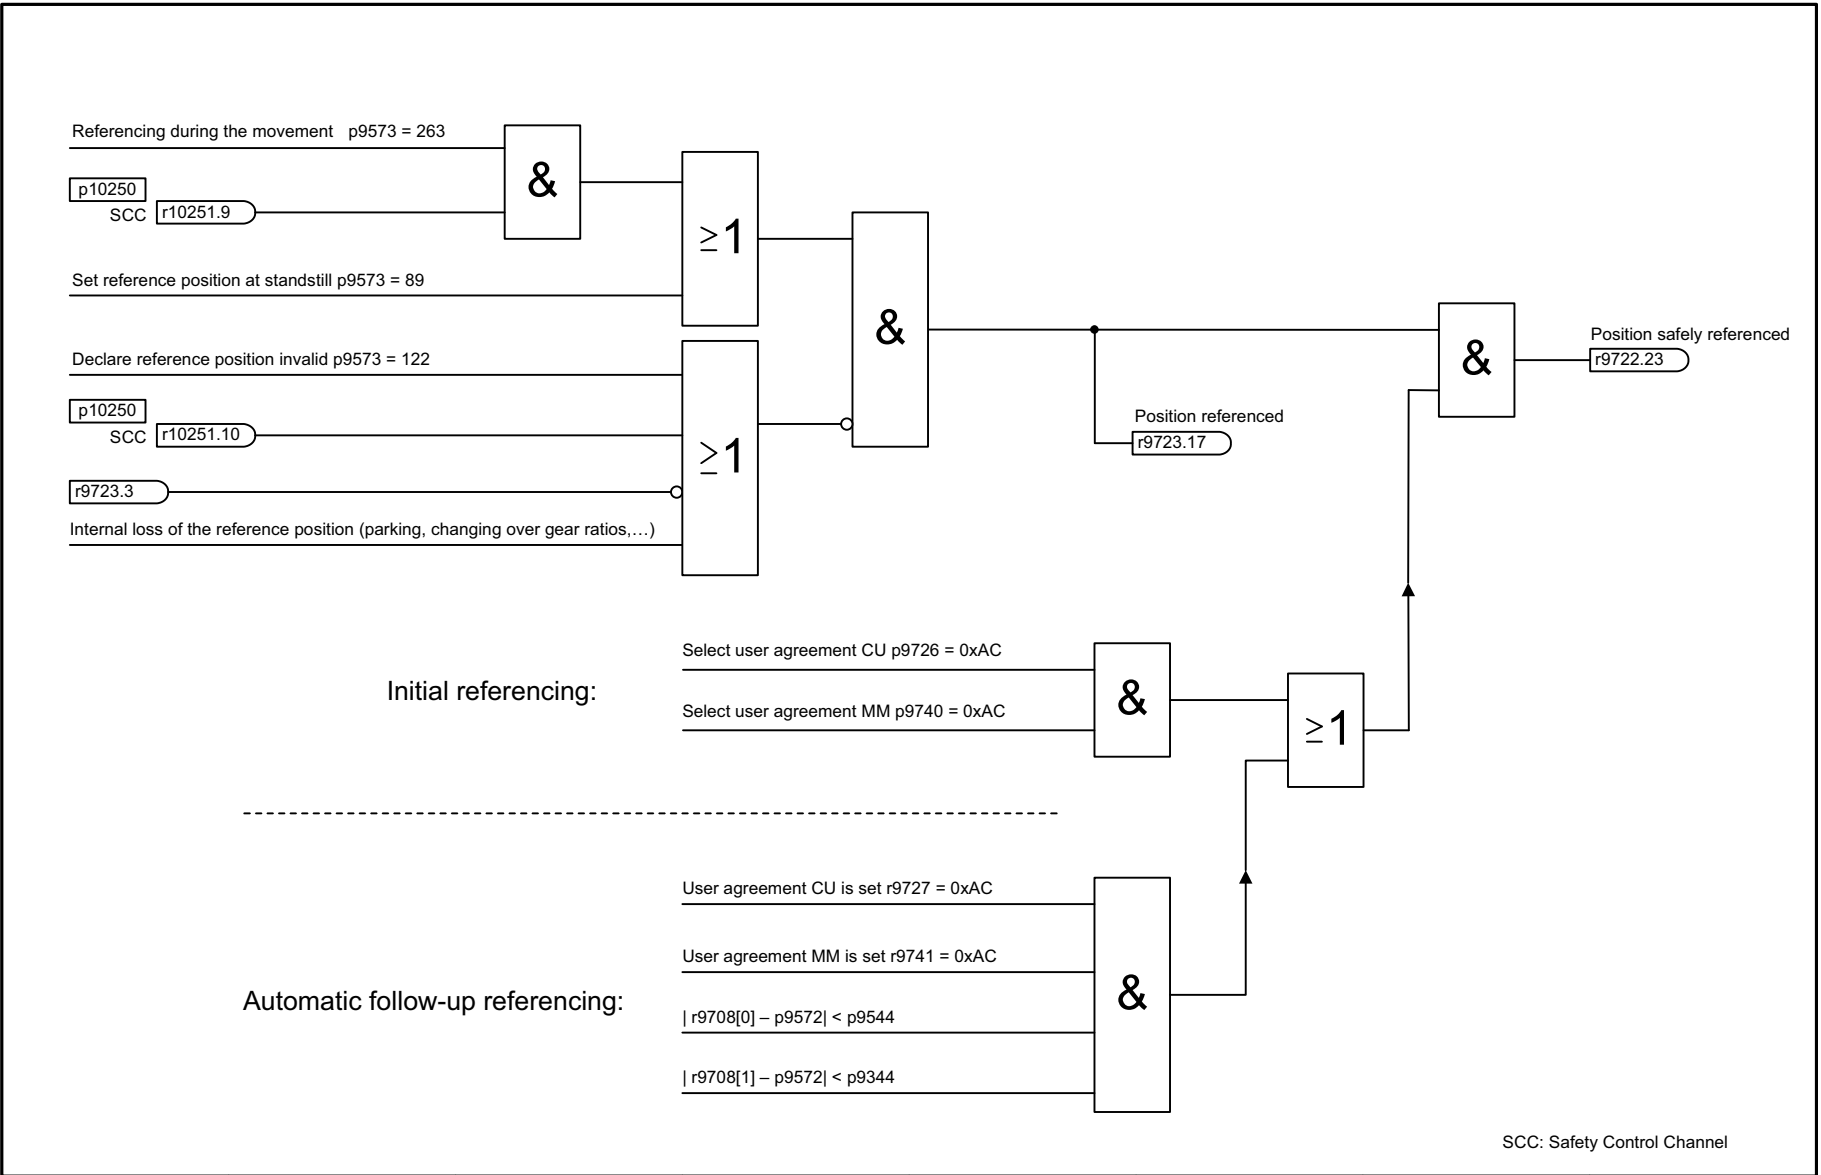 Referencing during the movement p9573 = 263
p10250
SCC r10251.9
&
≥1
Set reference position at standstill p9573 = 89
&
Declare reference position invalid p9573 = 122
p10250
SCC r10251.10
≥1
r9723.3
Internal loss of the reference position (parking, changing over gear ratios,…)
Position referenced
r9723.17
&
Position safely referenced
r9722.23
Initial referencing:
Select user agreement CU p9726 = 0xAC
Select user agreement MM p9740 = 0xAC
&
≥1
Automatic follow-up referencing:
User agreement CU is set r9727 = 0xAC
User agreement MM is set r9741 = 0xAC
| r9708[0] – p9572| < p9544
| r9708[1] – p9572| < p9344
&
SCC: Safety Control Channel